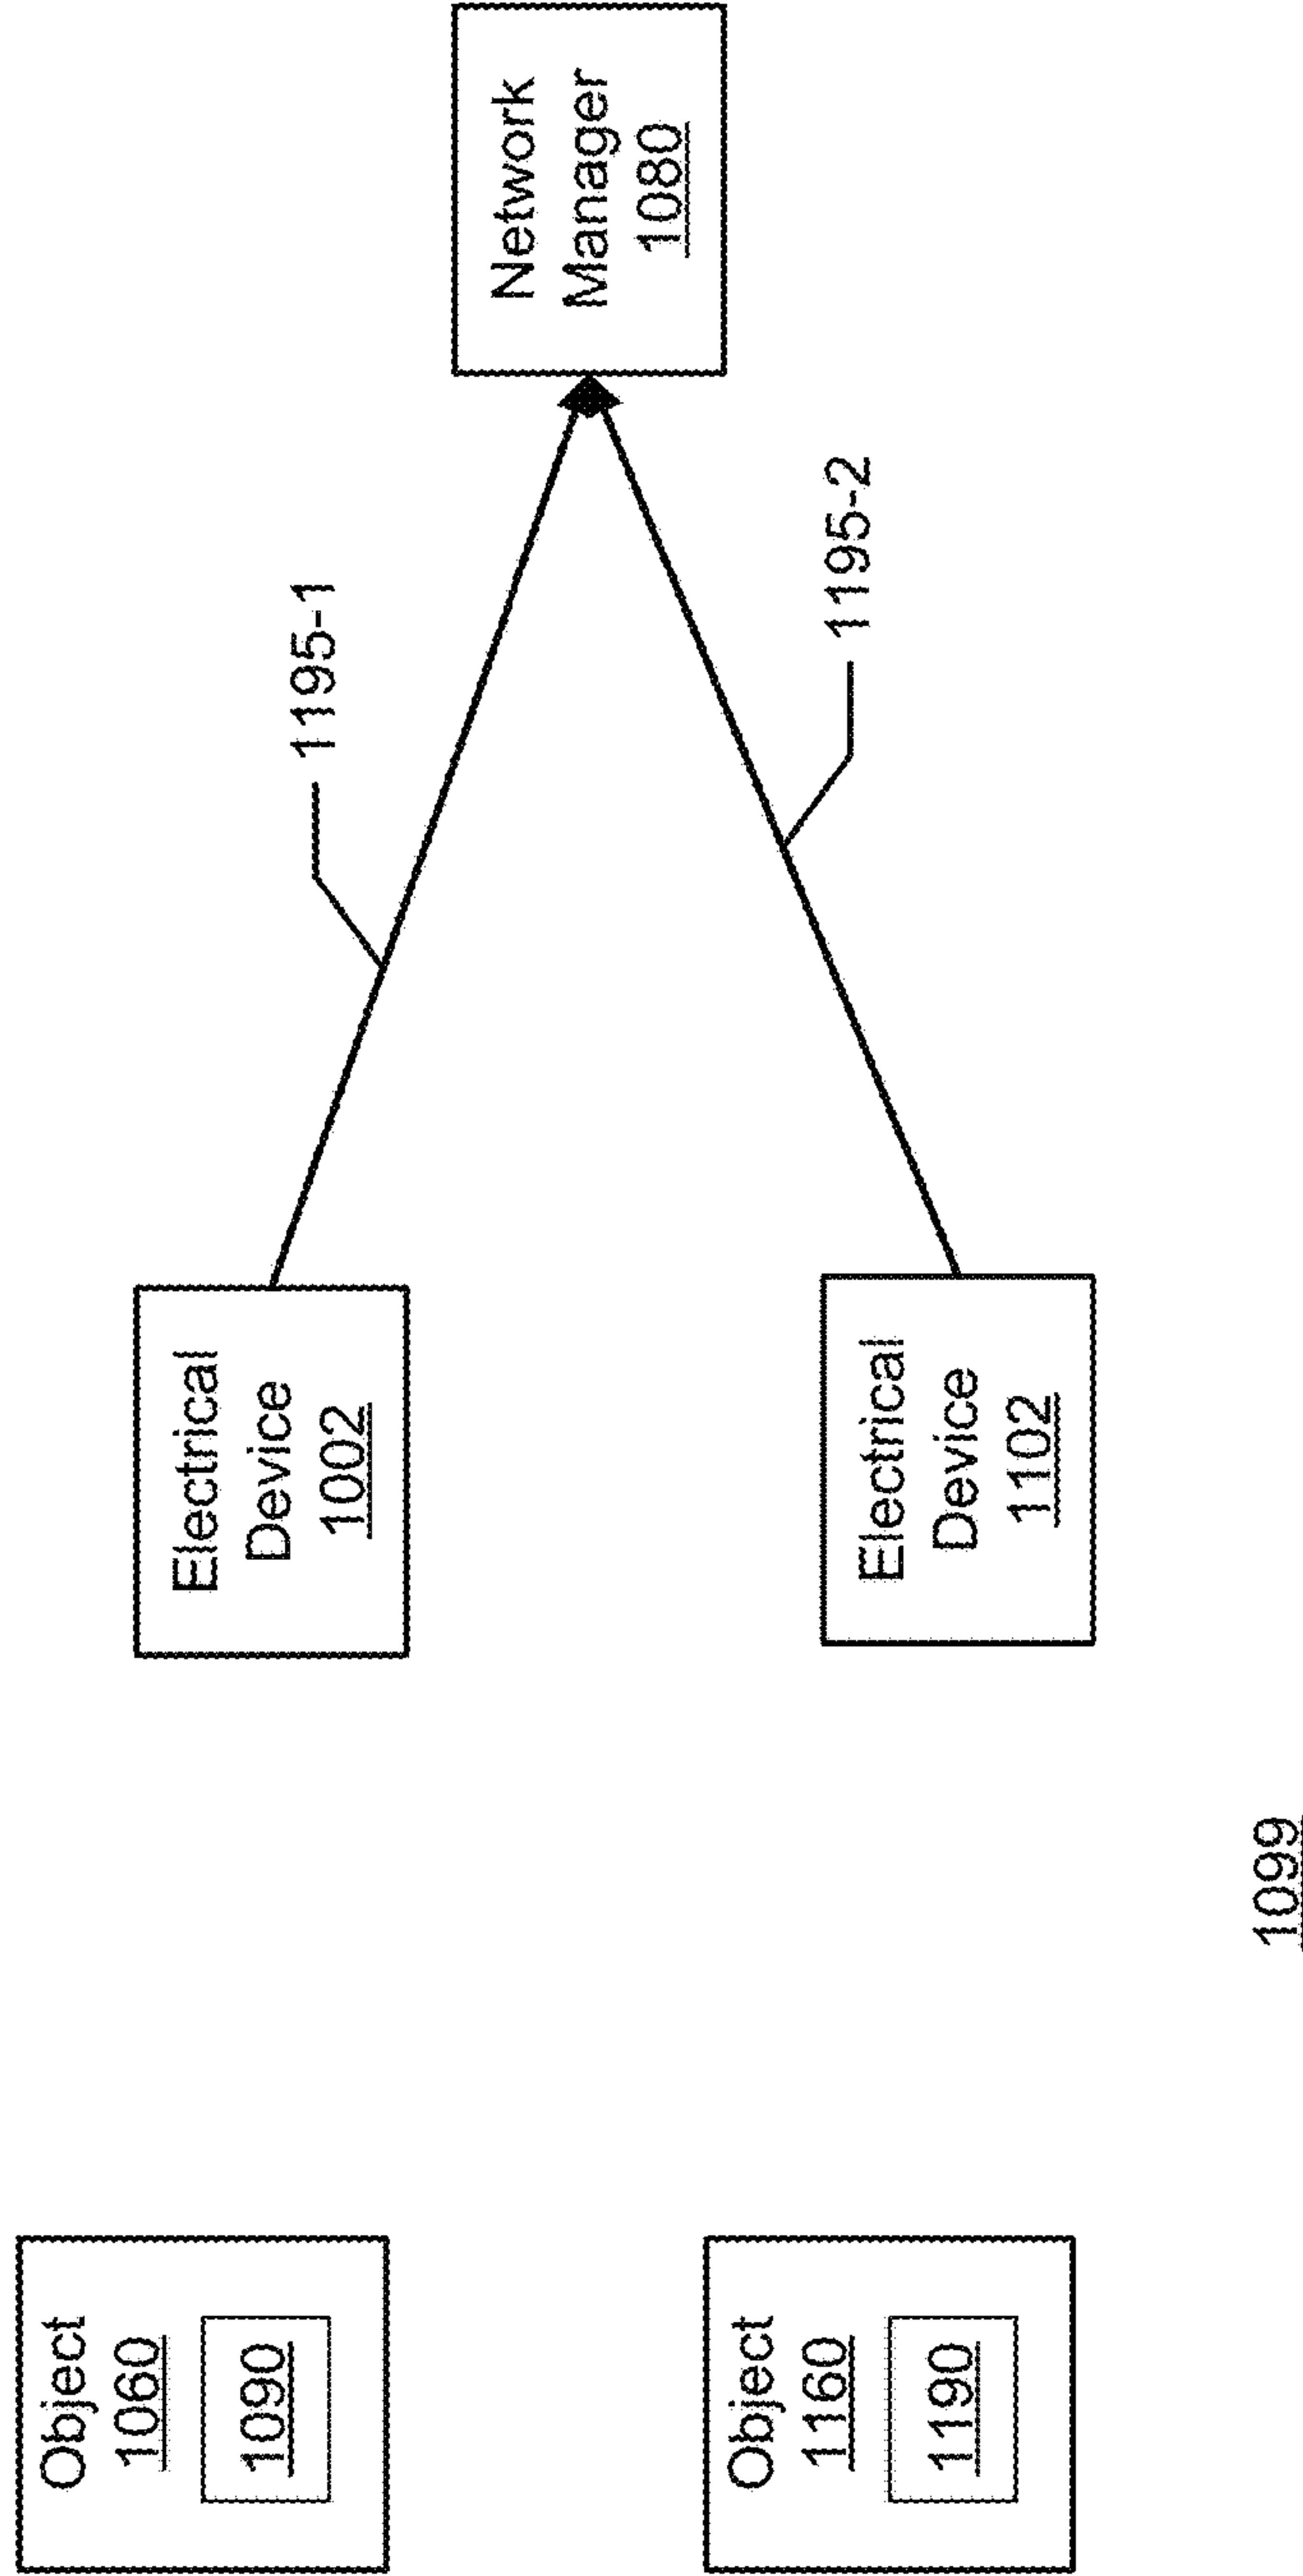 Object
1060
1090
Electrical
Device
1002
1195-1
Network
Manager
1080
Object
1160
1190
Electrical
Device
1102
1195-2
1099